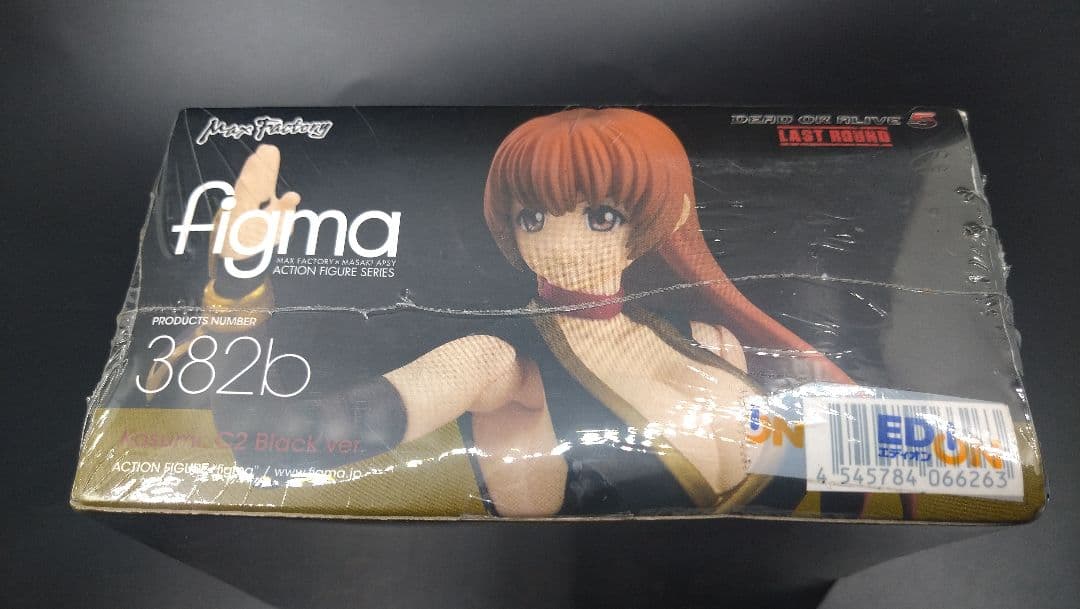 Max Factory
DEAD OR ALIVE 5
LAST ROUND
figma
MAX FACTORY × MASAKI APSY
ACTION FIGURE SERIES
PRODUCTS NUMBER
382b
Kasumi C2 Black ver.
ACTION FIGURE "figma" / www.figma.jp
EDION
エディオン
4 545784 066263